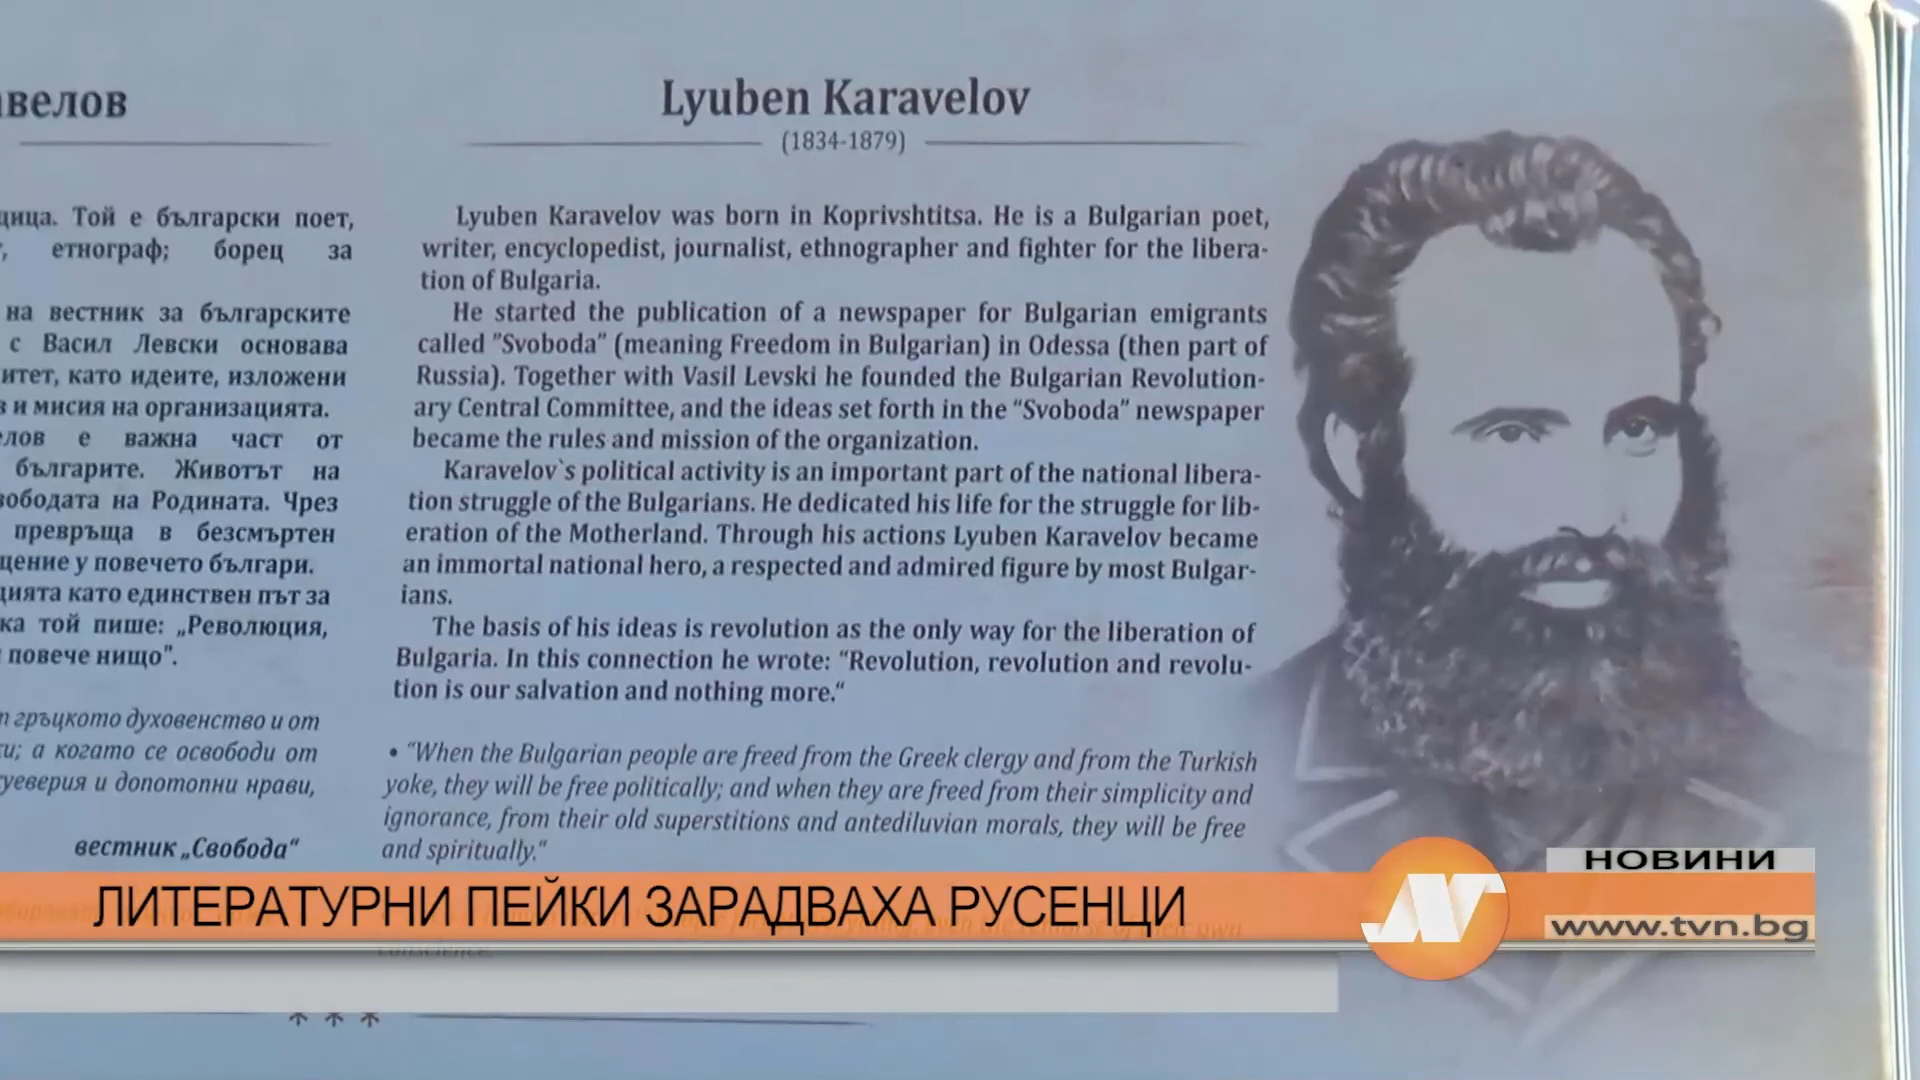 авелов
щица. Той е български поет,
етнограф; борец за
на вестник за българските
с Васил Левски основава
итет, като идеите, изложени
в и мисия на организацията.
елов е важна част от
българите. Животът на
свободата на Родината. Чрез
превръща в безсмъртен
щение у повечето българи.
цията като единствен път за
ка той пише: „Революция,
повече нищо".
гръцкото духовенство и от
ки; а когато се освободи от
суеверия и допотопни нрави,
вестник „Свобода“
Lyuben Karavelov
(1834-1879)
Lyuben Karavelov was born in Koprivshtitsa. He is a Bulgarian poet,
writer, encyclopedist, journalist, ethnographer and fighter for the libera-
tion of Bulgaria.
He started the publication of a newspaper for Bulgarian emigrants
called ”Svoboda” (meaning Freedom in Bulgarian) in Odessa (then part of
Russia). Together with Vasil Levski he founded the Bulgarian Revolution-
ary Central Committee, and the ideas set forth in the “Svoboda” newspaper
became the rules and mission of the organization.
Karavelov`s political activity is an important part of the national libera-
tion struggle of the Bulgarians. He dedicated his life for the struggle for lib-
eration of the Motherland. Through his actions Lyuben Karavelov became
an immortal national hero, a respected and admired figure by most Bulgar-
ians.
The basis of his ideas is revolution as the only way for the liberation of
Bulgaria. In this connection he wrote: “Revolution, revolution and revolu-
tion is our salvation and nothing more.“
• “When the Bulgarian people are freed from the Greek clergy and from the Turkish
yoke, they will be free politically; and when they are freed from their simplicity and
ignorance, from their old superstitions and antediluvian morals, they will be free
and spiritually.“
* * *
ЛИТЕРАТУРНИ ПЕЙКИ ЗАРАДВАХА РУСЕНЦИ
НОВИНИ
www.tvn.bg